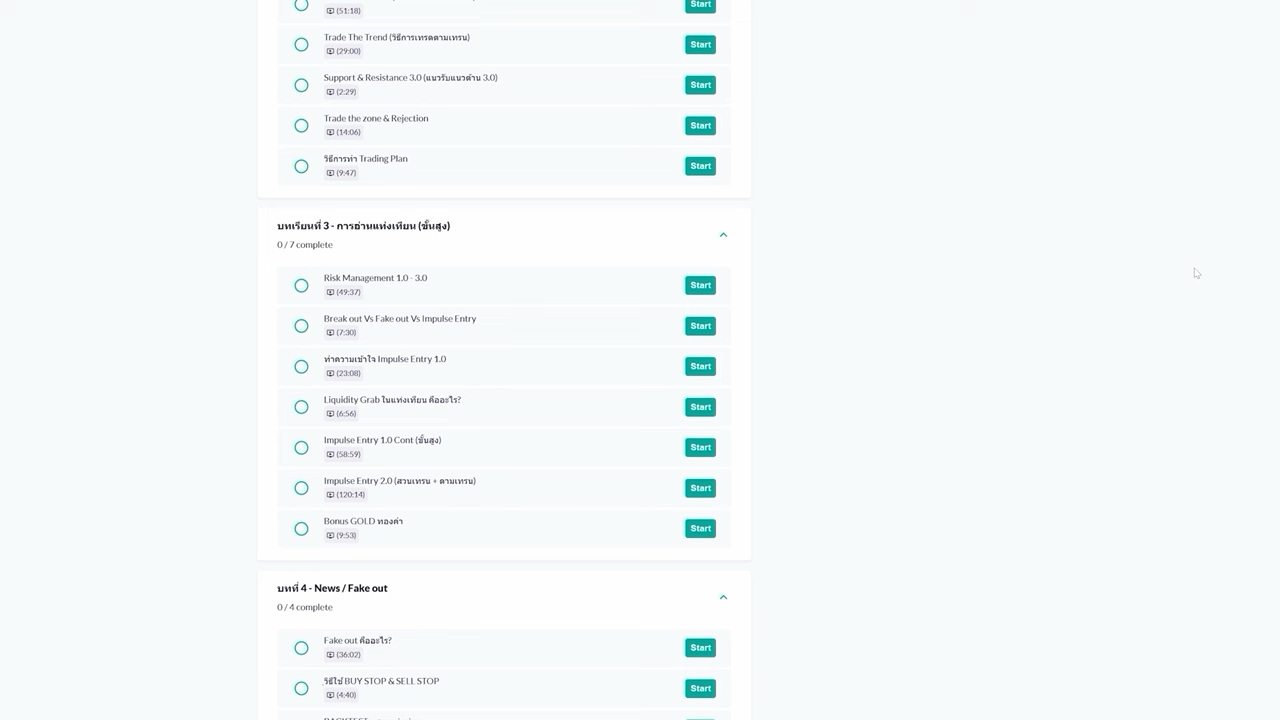 (51:18)
Start
Trade The Trend (วิธีการเทรดตามเทรน)
(29:00)
Start
Support & Resistance 3.0 (แนวรับแนวต้าน 3.0)
(2:29)
Start
Trade the zone & Rejection
(14:06)
Start
วิธีการทำ Trading Plan
(9:47)
Start
บทเรียนที่ 3 - การอ่านแท่งเทียน (ขั้นสูง)
0 / 7 complete
Risk Management 1.0 - 3.0
(49:37)
Start
Break out Vs Fake out Vs Impulse Entry
(7:30)
Start
ทำความเข้าใจ Impulse Entry 1.0
(23:08)
Start
Liquidity Grab ในแท่งเทียน คืออะไร?
(6:56)
Start
Impulse Entry 1.0 Cont (ขั้นสูง)
(58:59)
Start
Impulse Entry 2.0 (สวนเทรน + ตามเทรน)
(120:14)
Start
Bonus GOLD ทองคำ
(9:53)
Start
บทที่ 4 - News / Fake out
0 / 4 complete
Fake out คืออะไร?
(36:02)
Start
วิธีใช้ BUY STOP & SELL STOP
(4:40)
Start